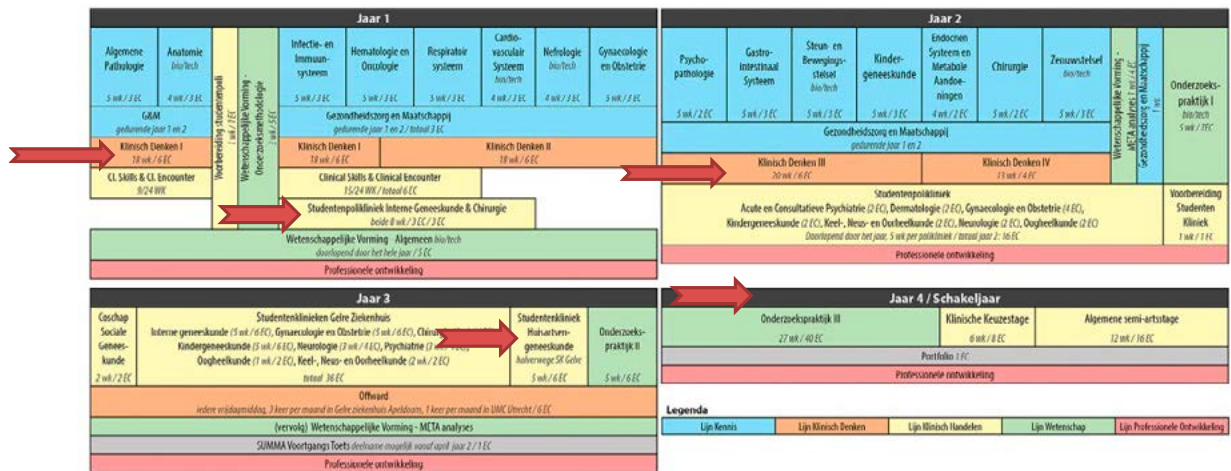 Jaar 1
Algemene
Pathologie
5 wk / 3 EC
Anatomie
bio/tech
4 wk / 3 EC
Voorbereiding studentenpoli
Wetenschappelijke Vorming -
Onderzoeksmethodologie
Infectie- en
Immuun-
systeem
5 wk / 3 EC
Hematologie en
Oncologie
5 wk / 3 EC
Respiratoir
systeem
5 wk / 3 EC
Cardio-
vasculair
Systeem
bio/tech
4 wk / 3 EC
Nefrologie
bio/tech
4 wk / 3 EC
Gynaecologie
en Obstetrie
5 wk / 3 EC
G&M
gedurende jaar 1 en 2
Gezondheidzorg en Maatschappij
gedurende jaar 1 en 2 / totaal 3 EC
Klinisch Denken I
18 wk / 6 EC
Klinisch Denken I
18 wk / 6 EC
Klinisch Denken II
18 wk / 6 EC
Cl. Skills & Cl. Encounter
9/24 WK
Clinical Skills & Clinical Encounter
15/24 WK / totaal 6 EC
Studentenpolikliniek Interne Geneeskunde & Chirurgie
beide 8 wk / 3 EC / 3 EC
Wetenschappelijke Vorming - Algemeen bio/tech
doorlopend door het hele jaar / 5 EC
Professionele ontwikkeling
Jaar 2
Psycho-
pathologie
5 wk / 2 EC
Gastro-
intestinaal
Systeem
5 wk / 3 EC
Steun- en
Bewegings-
stelsel
bio/tech
5 wk / 3 EC
Kinder-
geneeskunde
5 wk / 3 EC
Endocrien
Systeem en
Metabole
Aandoe-
ningen
4 wk / 2 EC
Chirurgie
5 wk / 2 EC
Zenuwstelsel
bio/tech
5 wk / 3 EC
Wetenschappelijke Vorming -
META analyses 1 wk / 4 EC
Gezondheidzorg en Maatschappij
1 wk
Onderzoeks-
praktijk I
bio/tech
5 wk / 7 EC
Gezondheidzorg en Maatschappij
gedurende jaar 1 en 2
Klinisch Denken III
20 wk / 6 EC
Klinisch Denken IV
13 wk / 4 EC
Studentenpolikliniek
Acute en Consultatieve Psychiatrie (2 EC), Dermatologie (2 EC), Gynaecologie en Obstetrie (4 EC),
Kindergeneeskunde (2 EC), Keel-, Neus- en Oorheelkunde (2 EC), Neurologie (2 EC), Oogheelkunde (2 EC)
Doorlopend door het jaar, 5 wk per polikliniek / totaal jaar 2: 16 EC
Voorbereiding
Studenten
Kliniek
1 wk / 1 EC
Professionele ontwikkeling
Jaar 3
Coschap
Sociale
Genees-
kunde
2 wk / 2 EC
Studentenklinieken Gelre Ziekenhuis
Interne geneeskunde (5 wk / 6 EC), Gynaecologie en Obstetrie (5 wk / 6 EC),
Kindergeneeskunde (5 wk / 6 EC), Neurologie (3 wk / 4 EC), Psychiatrie
Oogheelkunde (1 wk / 2 EC), Keel-, Neus- en Oorheelkunde (2 wk / 2 EC)
totaal 36 EC
Studentenkliniek
Huisartsen-
geneeskunde
halverwege SK Gelre
5 wk / 6 EC
Onderzoeks-
praktijk II
5 wk / 6 EC
Offward
iedere vrijdagmiddag, 3 keer per maand in Gelre ziekenhuis Apeldoorn, 1 keer per maand in UMC Utrecht / 6 EC
(vervolg) Wetenschappelijke Vorming - META analyses
SUMMA Voortgangs Toets deelname mogelijk vanaf april jaar 2 / 1 EC
Professionele ontwikkeling
Jaar 4 / Schakeljaar
Onderzoekspraktijk III
27 wk / 40 EC
Klinische Keuzestage
6 wk / 8 EC
Algemene semi-artsstage
12 wk / 16 EC
Portfolio 1 EC
Professionele ontwikkeling
Legenda
Lijn Kennis
Lijn Klinisch Denken
Lijn Klinisch Handelen
Lijn Wetenschap
Lijn Professionele Ontwikkeling